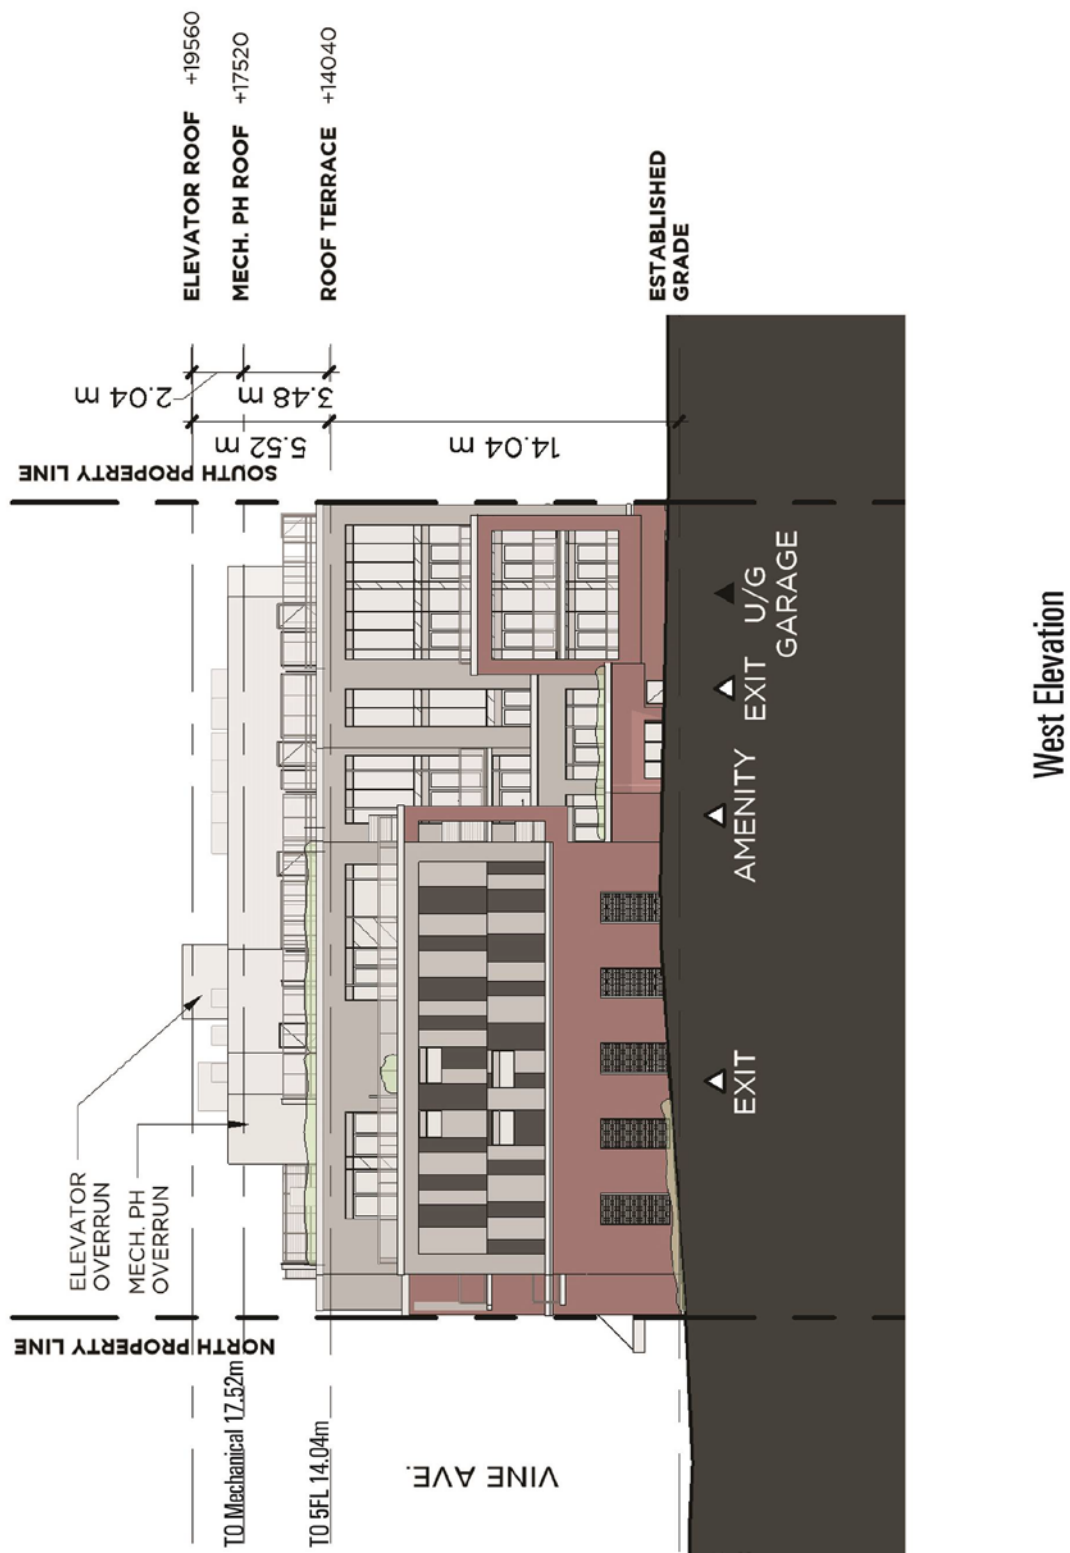 ELEVATOR ROOF +19560
MECH. PH ROOF +17520
ROOF TERRACE +14040
ESTABLISHED
GRADE
2.04 m
3.48 m
5.52 m
14.04 m
SOUTH PROPERTY LINE
ELEVATOR
OVERRUN
MECH. PH
OVERRUN
NORTH PROPERTY LINE
TO Mechanical 17.52m
TO 5FL 14.04m
VINE AVE.
EXIT
AMENITY
EXIT
U/G
GARAGE
West Elevation